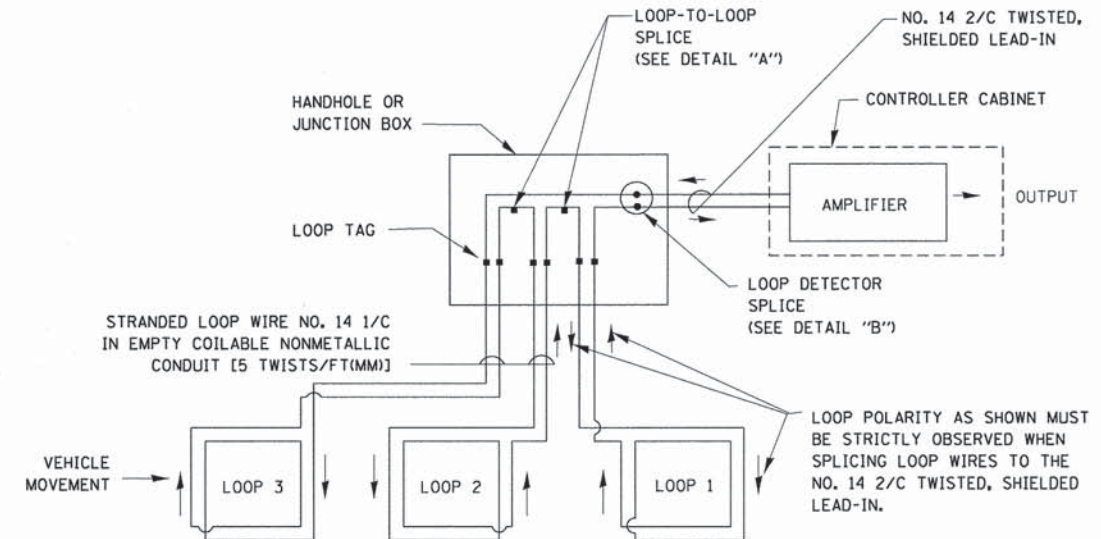 LOOP-TO-LOOP
SPLICE
(SEE DETAIL "A")
NO. 14 2/C TWISTED,
SHIELDED LEAD-IN
HANDHOLE OR
JUNCTION BOX
CONTROLLER CABINET
AMPLIFIER
OUTPUT
LOOP TAG
LOOP DETECTOR
SPLICE
(SEE DETAIL "B")
STRANDED LOOP WIRE NO. 14 1/C
IN EMPTY COILABLE NONMETALLIC
CONDUIT [5 TWISTS/FT(MM)]
LOOP POLARITY AS SHOWN MUST
BE STRICTLY OBSERVED WHEN
SPLICING LOOP WIRES TO THE
NO. 14 2/C TWISTED, SHIELDED
LEAD-IN.
VEHICLE
MOVEMENT
LOOP 3
LOOP 2
LOOP 1